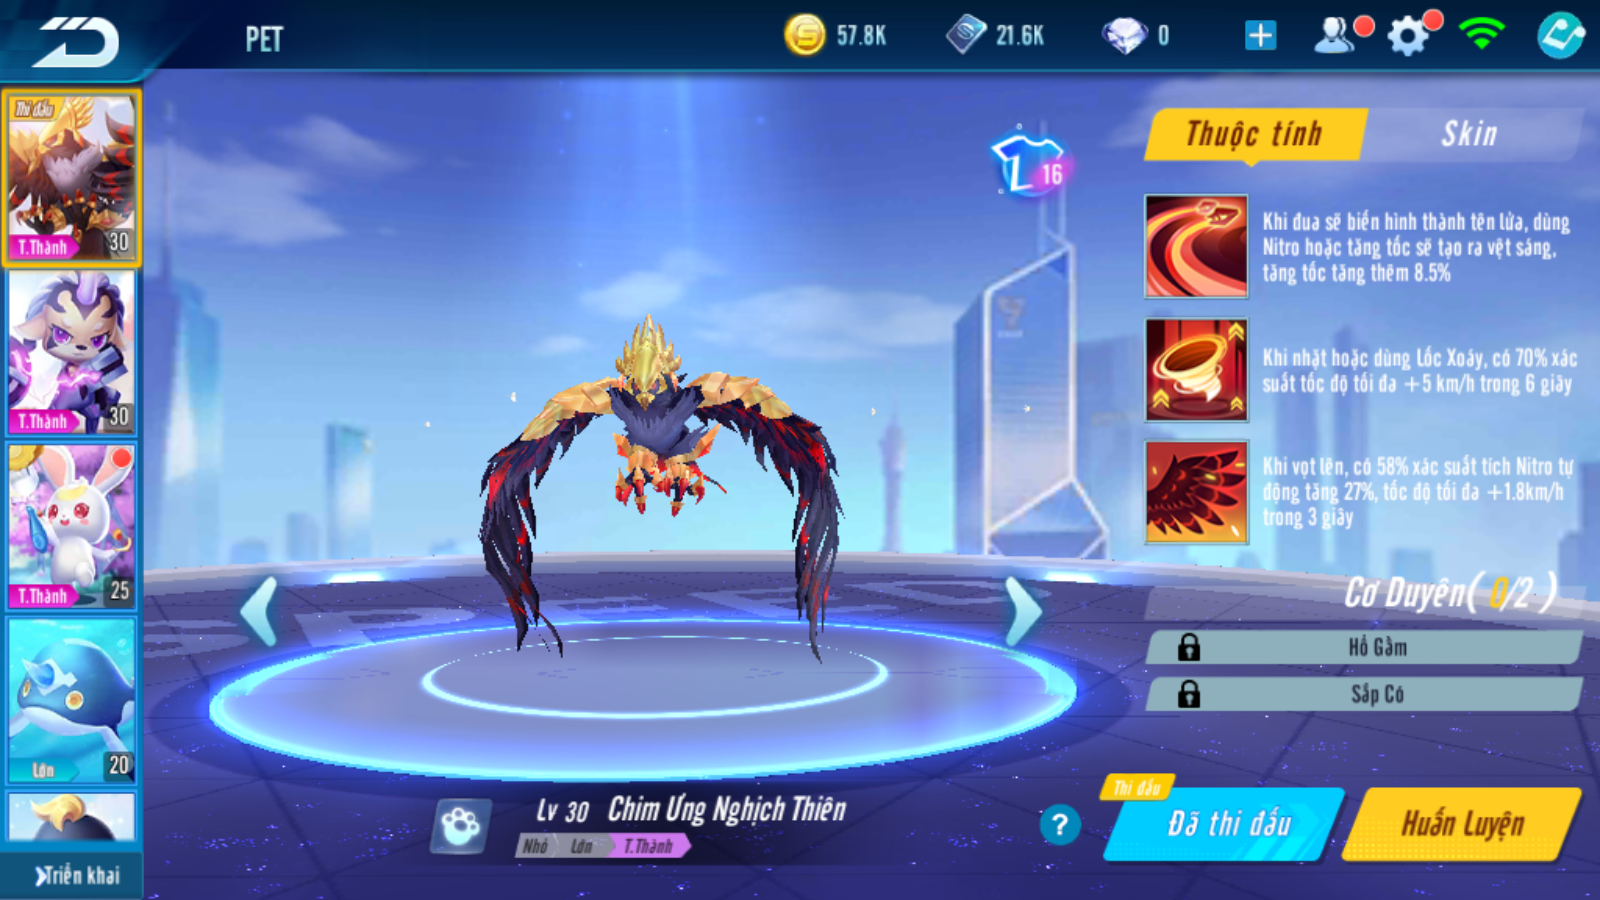 PET
57.8K
21.6K
0
Thi đấu
T.Thành
30
T.Thành
30
T.Thành
25
Lớn
20
Triển khai
L 16
Thuộc tính
Skin
Khi đua sẽ biến hình thành tên lửa, dùng
Nitro hoặc tăng tốc sẽ tạo ra vệt sáng,
tăng tốc tăng thêm 8.5%
Khi nhặt hoặc dùng Lốc Xoáy, có 70% xác
suất tốc độ tối đa +5 km/h trong 6 giây
Khi vọt lên, có 58% xác suất tích Nitro tự
động tăng 27%, tốc độ tối đa +1.8km/h
trong 3 giây
Cơ Duyên( 0/2 )
Hổ Gầm
Sắp Có
Lv 30 Chim Ưng Nghịch Thiên
Nhỏ Lớn T.Thành
?
Thi đấu
Đã thi đấu
Huấn Luyện